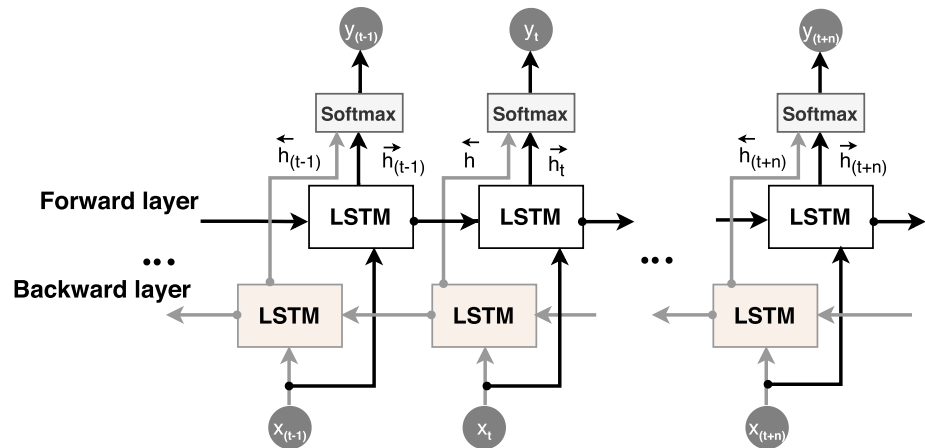 y(t-1) yt y(t+n)
Softmax Softmax Softmax
h(t-1) h(t-1) h ht h(t+n) h(t+n)
Forward layer LSTM LSTM LSTM
... ...
Backward layer LSTM LSTM LSTM
x(t-1) xt x(t+n)